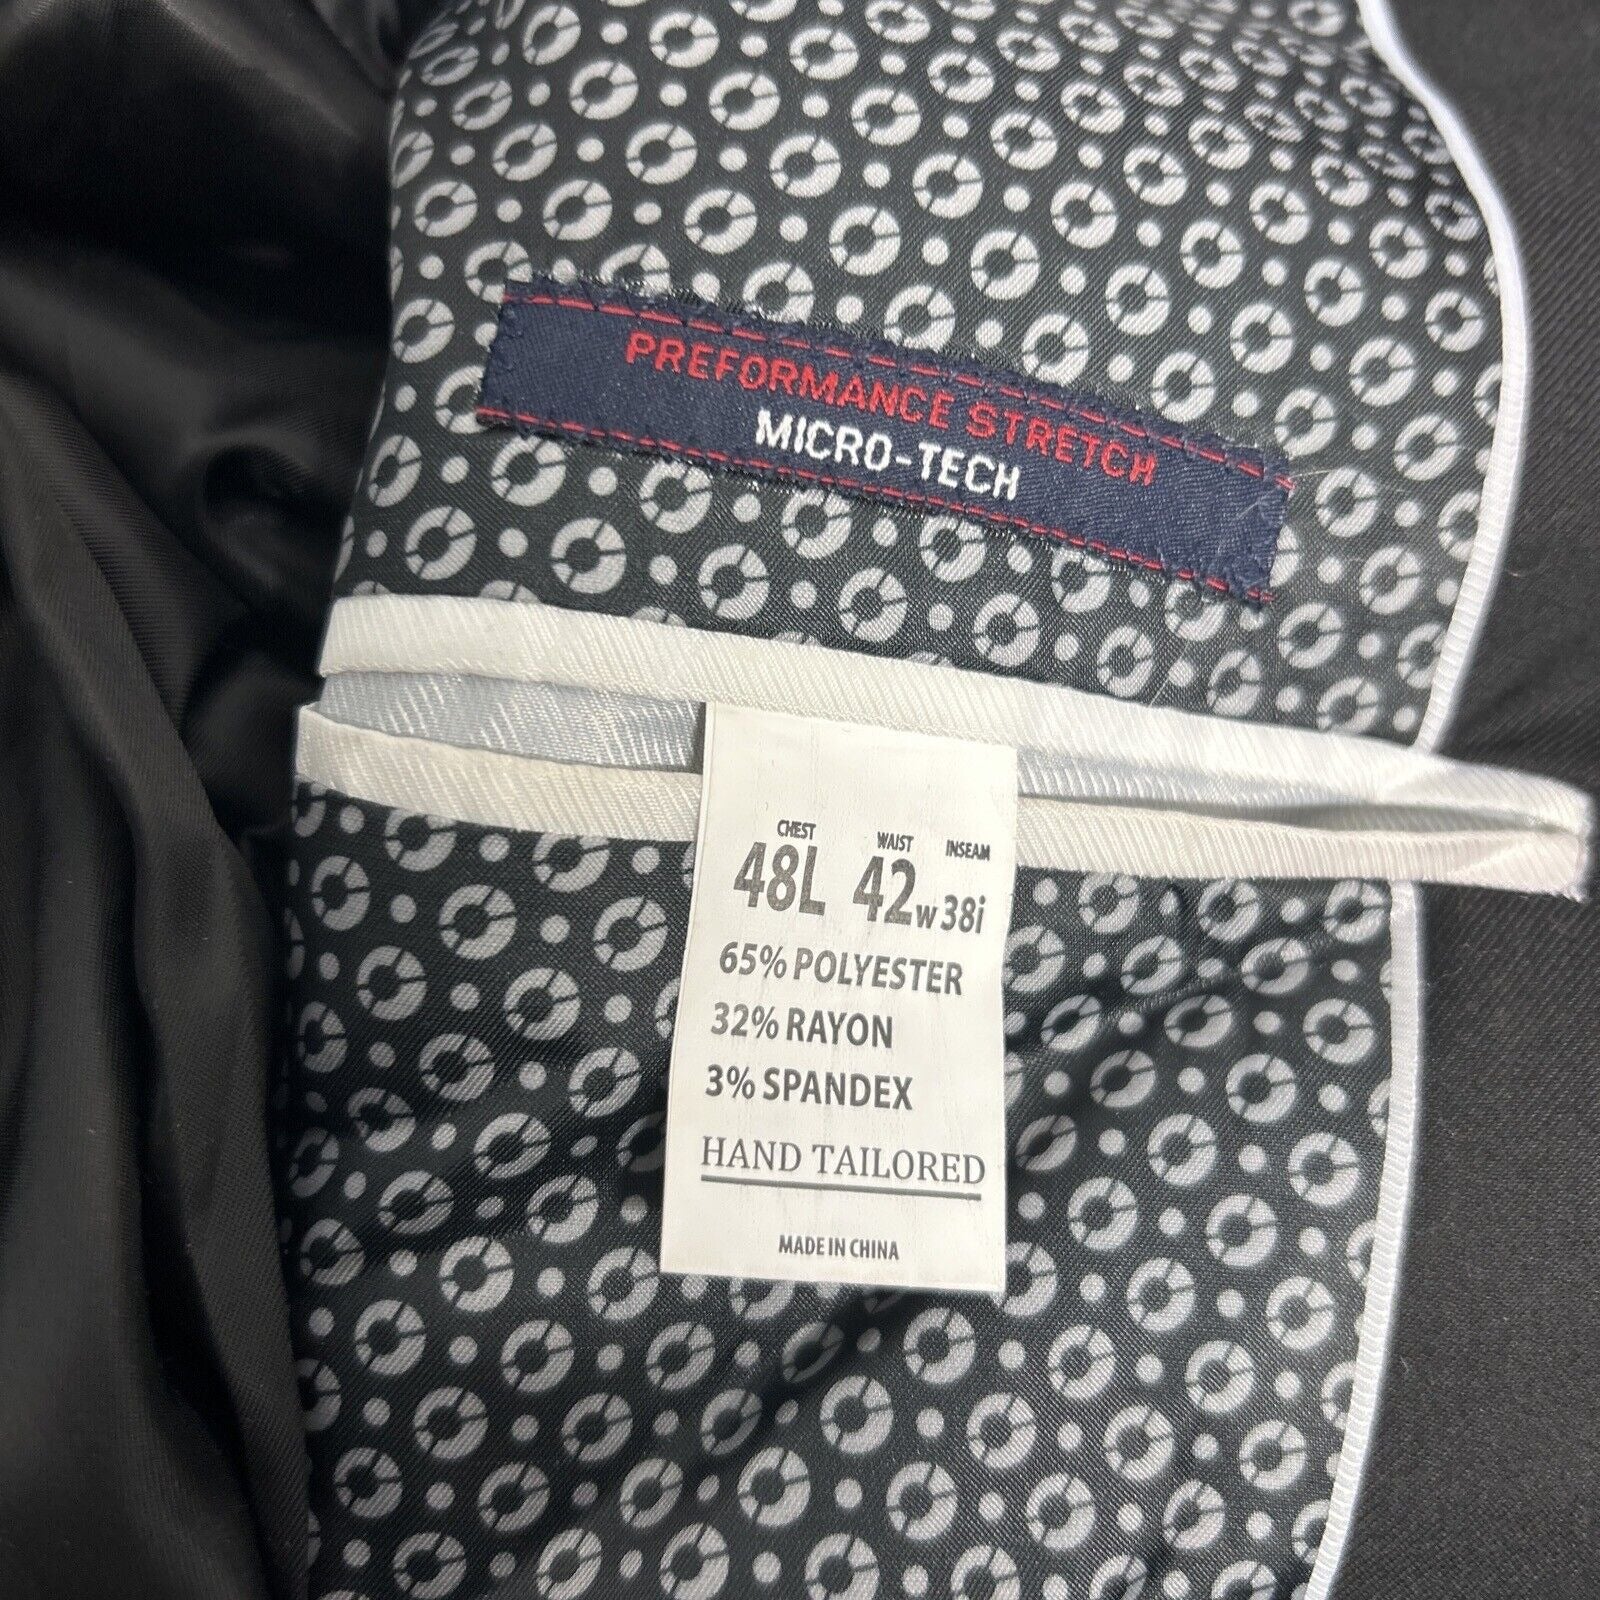 PREFORMANCE STRETCH
MICRO-TECH
CHEST WAIST INSEAM
48L 42w 38i
65% POLYESTER
32% RAYON
3% SPANDEX
HAND TAILORED
MADE IN CHINA